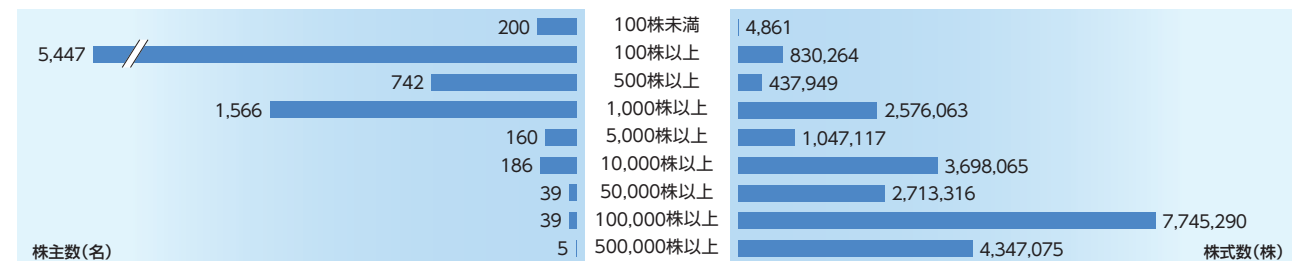 200 100株未満 4,861
5,447 100株以上 830,264
742 500株以上 437,949
1,566 1,000株以上 2,576,063
160 5,000株以上 1,047,117
186 10,000株以上 3,698,065
39 50,000株以上 2,713,316
39 100,000株以上 7,745,290
5 500,000株以上 4,347,075
株主数(名) 株式数(株)